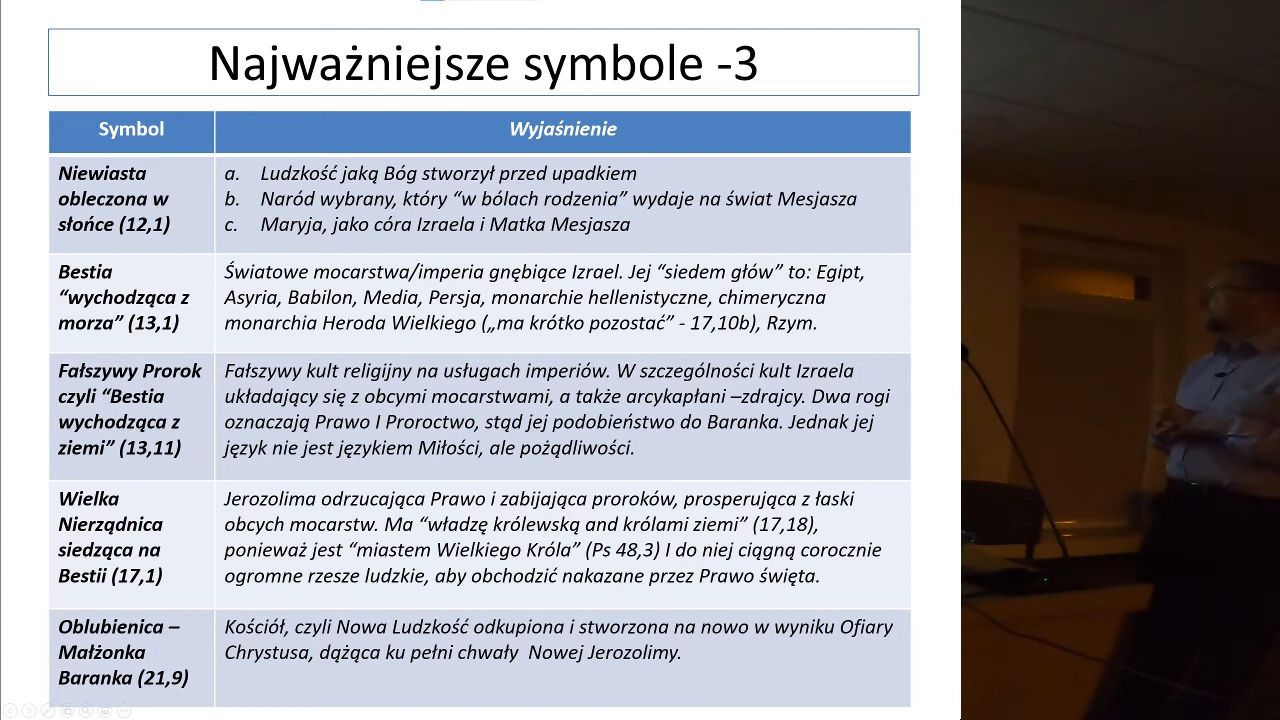 Najważniejsze symbole -3
Symbol
Wyjaśnienie
Niewiasta
obleczona w
słońce (12,1)
a. Ludzkość jaką Bóg stworzył przed upadkiem
b. Naród wybrany, który “w bólach rodzenia” wydaje na świat Mesjasza
c. Maryja, jako córa Izraela i Matka Mesjasza
Bestia
“wychodząca z
morza” (13,1)
Światowe mocarstwa/imperia gnębiące Izrael. Jej “siedem głów” to: Egipt,
Asyria, Babilon, Media, Persja, monarchie hellenistyczne, chimeryczna
monarchia Heroda Wielkiego („ma krótko pozostać” - 17,10b), Rzym.
Fałszywy Prorok
czyli “Bestia
wychodząca z
ziemi” (13,11)
Fałszywy kult religijny na usługach imperiów. W szczególności kult Izraela
układający się z obcymi mocarstwami, a także arcykapłani –zdrajcy. Dwa rogi
oznaczają Prawo I Proroctwo, stąd jej podobieństwo do Baranka. Jednak jej
język nie jest językiem Miłości, ale pożądliwości.
Wielka
Nierządnica
siedząca na
Bestii (17,1)
Jerozolima odrzucająca Prawo i zabijająca proroków, prosperująca z łaski
obcych mocarstw. Ma “władzę królewską and królami ziemi” (17,18),
ponieważ jest “miastem Wielkiego Króla” (Ps 48,3) I do niej ciągną corocznie
ogromne rzesze ludzkie, aby obchodzić nakazane przez Prawo święta.
Oblubienica –
Małżonka
Baranka (21,9)
Kościół, czyli Nowa Ludzkość odkupiona i stworzona na nowo w wyniku Ofiary
Chrystusa, dążąca ku pełni chwały  Nowej Jerozolimy.